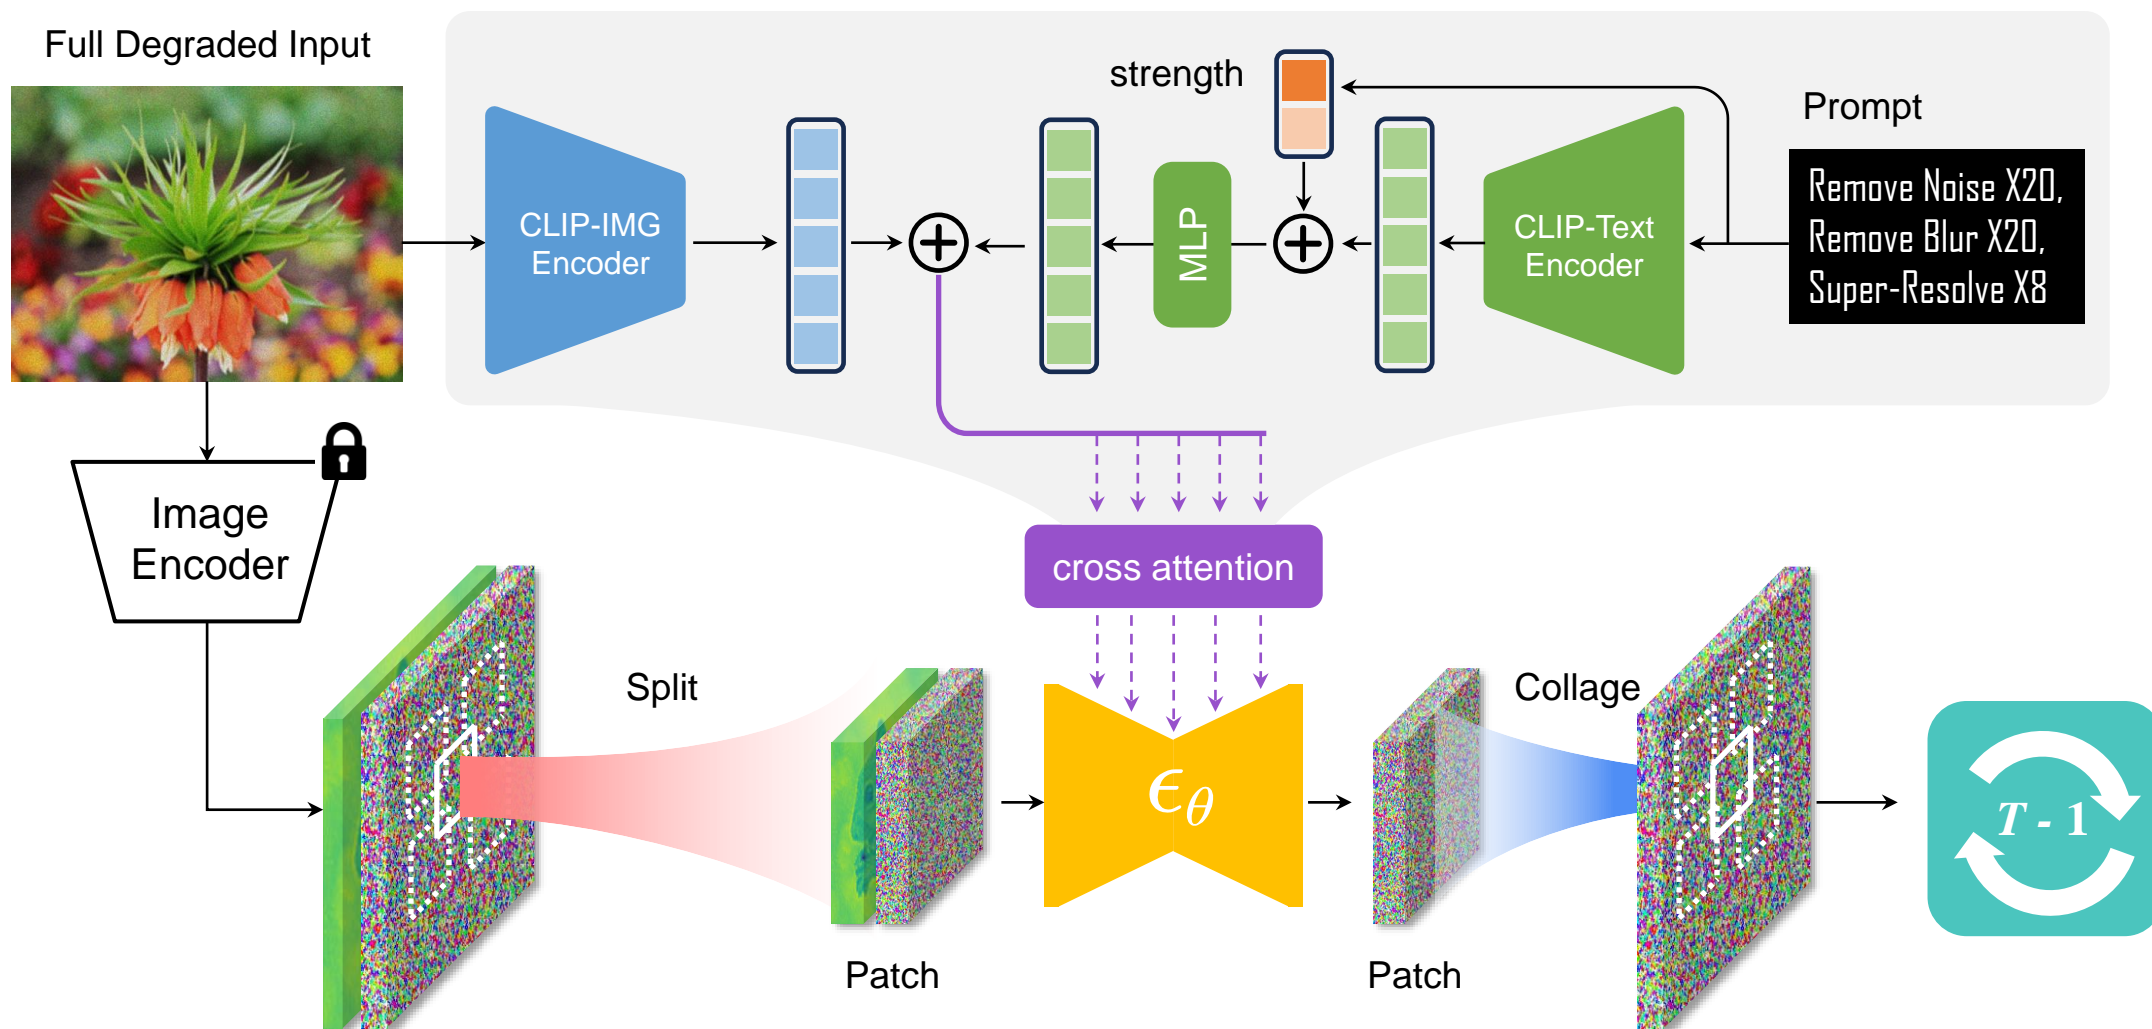 Full Degraded Input
strength
Prompt
Remove Noise X20,
Remove Blur X20,
Super-Resolve X8
CLIP-IMG
Encoder
MLP
CLIP-Text
Encoder
Image
Encoder
cross attention
Split
Collage
ϵθ
T - 1
Patch
Patch